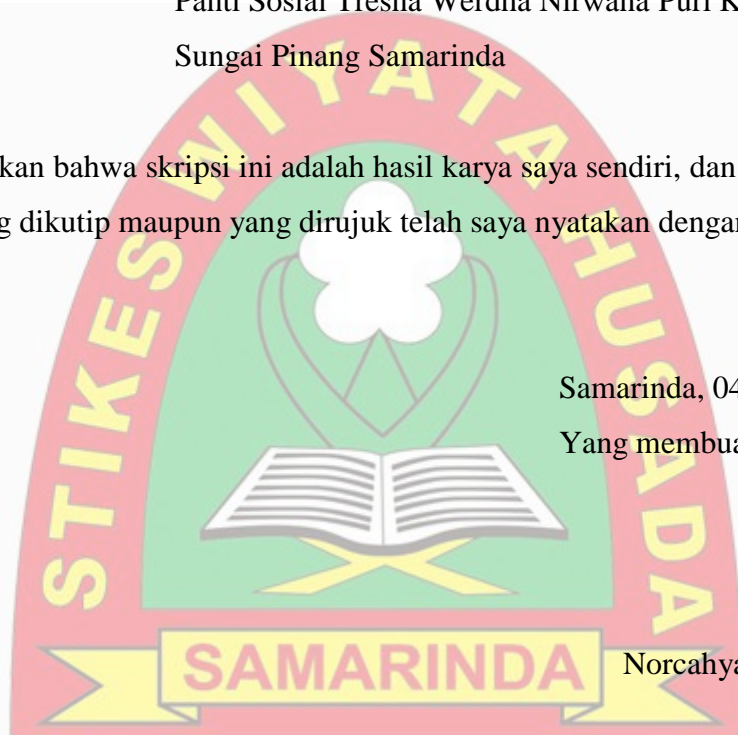 Panti Sosial Tresna Werdha Nirwana Puri K
Sungai Pinang Samarinda
STIKES WIYATA HUSADA
kan bahwa skripsi ini adalah hasil karya saya sendiri, dan
g dikutip maupun yang dirujuk telah saya nyatakan dengan
Samarinda, 04
Yang membua
Norcahya
SAMARINDA